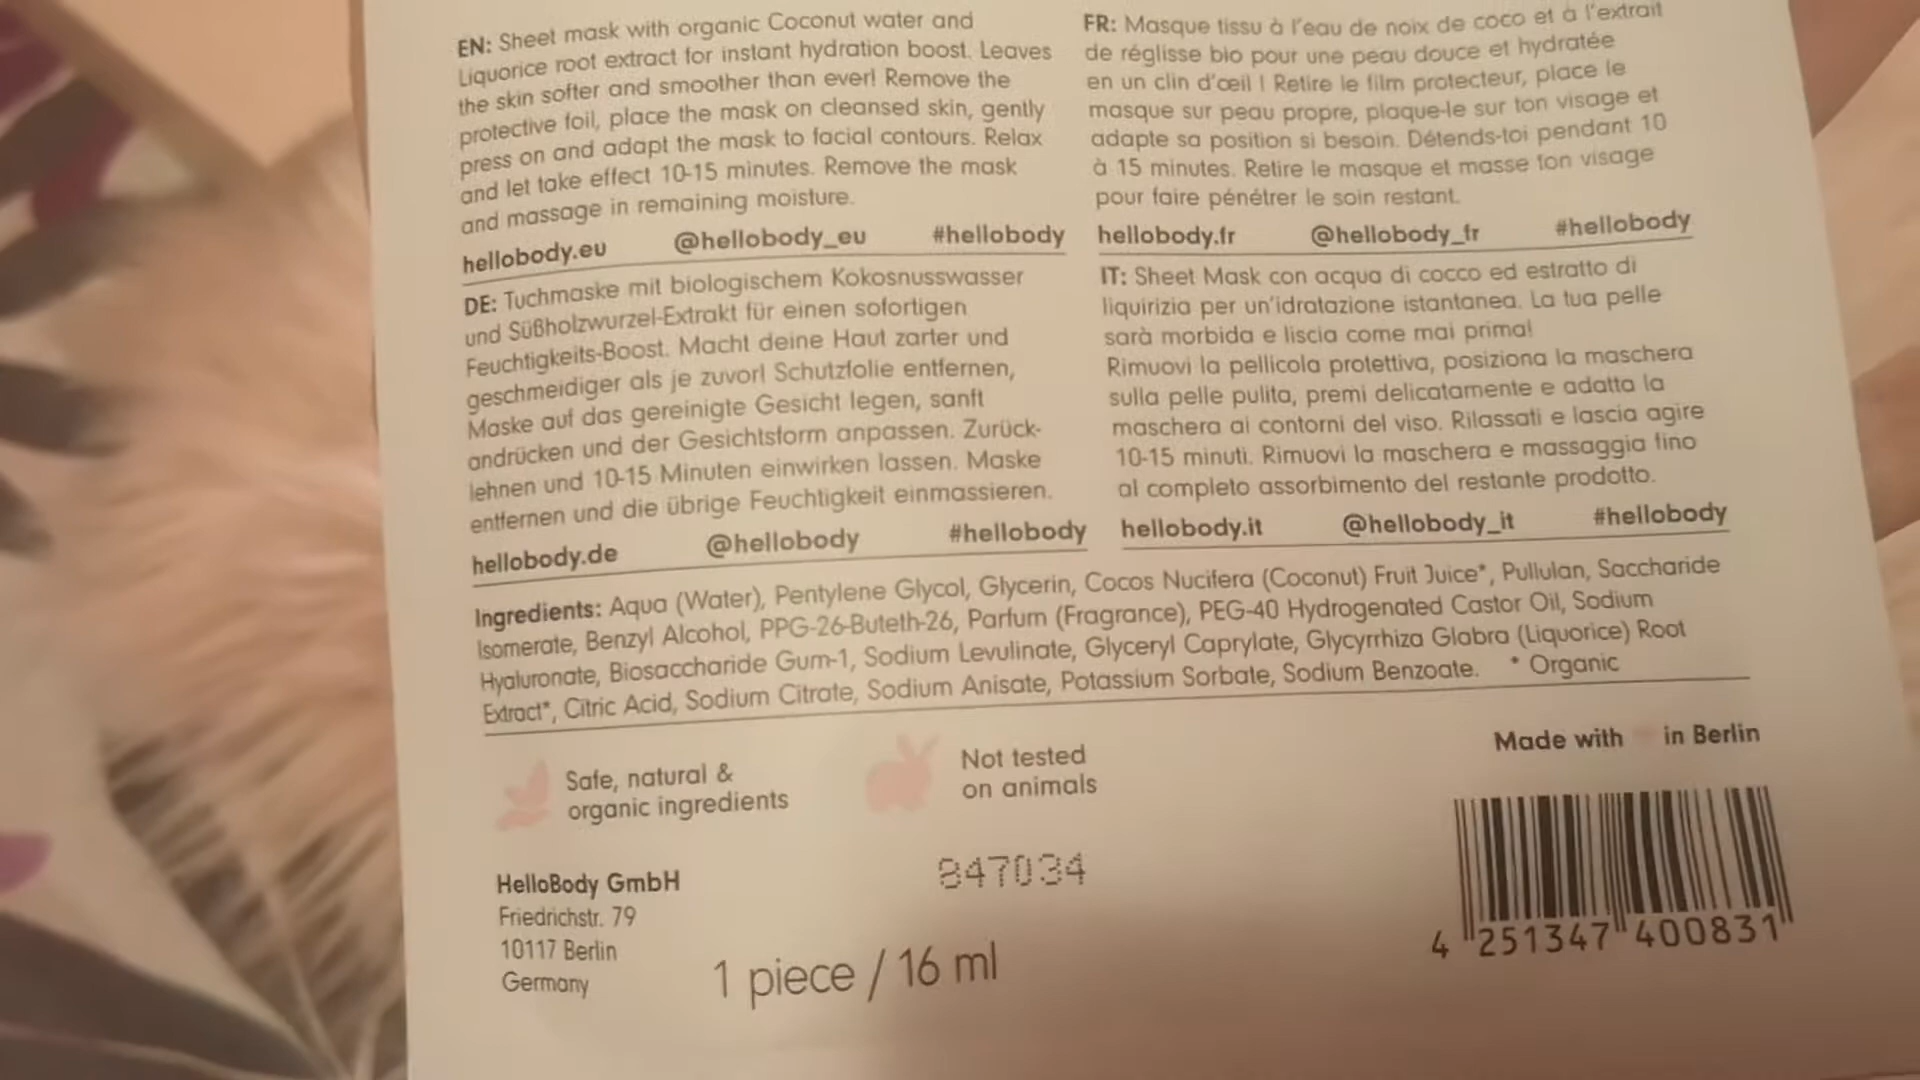 EN: Sheet mask with organic Coconut water and
Liquorice root extract for instant hydration boost. Leaves
the skin softer and smoother than ever! Remove the
protective foil, place the mask on cleansed skin, gently
press on and adapt the mask to facial contours. Relax
and let take effect 10-15 minutes. Remove the mask
and massage in remaining moisture.
hellobody.eu @hellobody_eu #hellobody
FR: Masque tissu à l'eau de noix de coco et à l'extrait
de réglisse bio pour une peau douce et hydratée
en un clin d'œil ! Retire le film protecteur, place le
masque sur peau propre, plaque-le sur ton visage et
adapte sa position si besoin. Détends-toi pendant 10
à 15 minutes. Retire le masque et masse ton visage
pour faire pénétrer le soin restant.
hellobody.fr @hellobody_fr #hellobody
DE: Tuchmaske mit biologischem Kokosnusswasser
und Süßholzwurzel-Extrakt für einen sofortigen
Feuchtigkeits-Boost. Macht deine Haut zarter und
geschmeidiger als je zuvor! Schutzfolie entfernen,
Maske auf das gereinigte Gesicht legen, sanft
andrücken und der Gesichtsform anpassen. Zurück-
lehnen und 10-15 Minuten einwirken lassen. Maske
entfernen und die übrige Feuchtigkeit einmassieren.
hellobody.de @hellobody #hellobody
IT: Sheet Mask con acqua di cocco ed estratto di
liquirizia per un'idratazione istantanea. La tua pelle
sarà morbida e liscia come mai prima!
Rimuovi la pellicola protettiva, posiziona la maschera
sulla pelle pulita, premi delicatamente e adatta la
maschera ai contorni del viso. Rilassati e lascia agire
10-15 minuti. Rimuovi la maschera e massaggia fino
al completo assorbimento del restante prodotto.
hellobody.it @hellobody_it #hellobody
Ingredients: Aqua (Water), Pentylene Glycol, Glycerin, Cocos Nucifera (Coconut) Fruit Juice*, Pullulan, Saccharide
Isomerate, Benzyl Alcohol, PPG-26-Buteth-26, Parfum (Fragrance), PEG-40 Hydrogenated Castor Oil, Sodium
Hyaluronate, Biosaccharide Gum-1, Sodium Levulinate, Glyceryl Caprylate, Glycyrrhiza Glabra (Liquorice) Root
Extract*, Citric Acid, Sodium Citrate, Sodium Anisate, Potassium Sorbate, Sodium Benzoate. * Organic
Safe, natural &
organic ingredients
Not tested
on animals
Made with in Berlin
HelloBody GmbH
Friedrichstr. 79
10117 Berlin
Germany
847034
1 piece / 16 ml
4 251347 400831